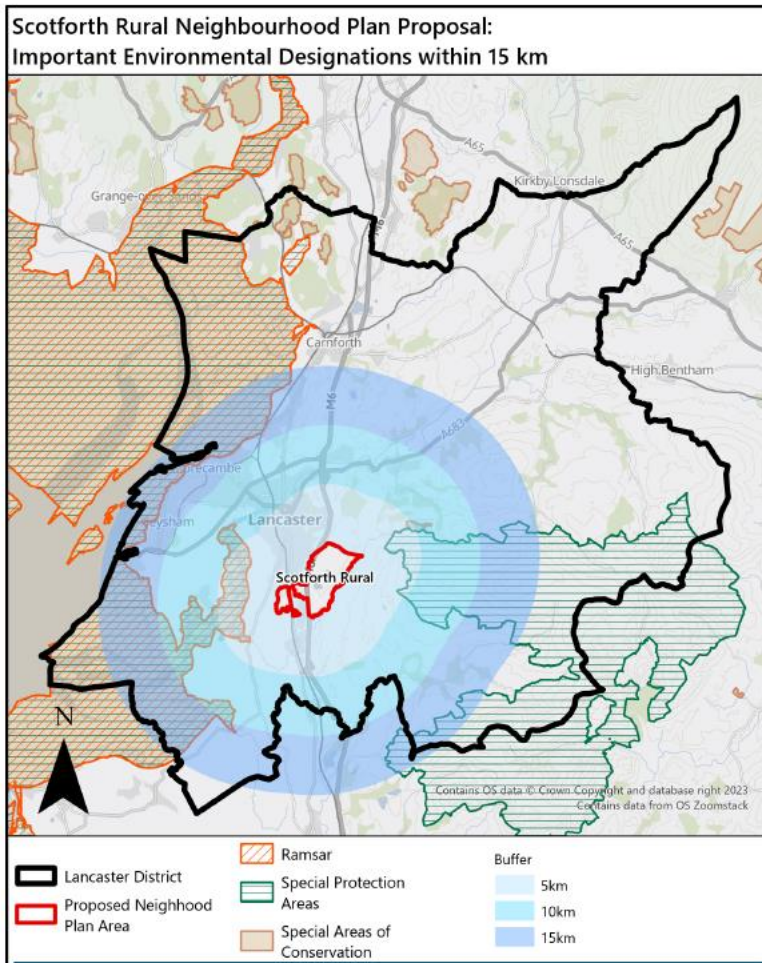 Scotforth Rural Neighbourhood Plan Proposal:
Important Environmental Designations within 15 km
A65
Kirkby Lonsdale
Grange-over-Sands
M6
A65
Carnforth
High Bentham
M6
A683
Lancaster
Scotforth Rural
N
Contains OS data © Crown Copyright and database right 2023
Contains data from OS Zoomstack
Lancaster District
Proposed Neighhood
Plan Area
Ramsar
Special Protection
Areas
Special Areas of
Conservation
Buffer
5km
10km
15km